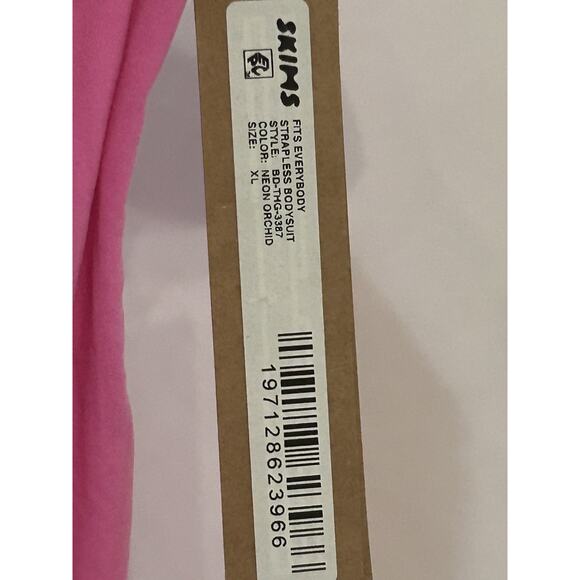 SKIMS
FITS EVERYBODY
STRAPLESS BODYSUIT
STYLE: BD-THG-3387
COLOR: NEON ORCHID
SIZE: XL
197128623966